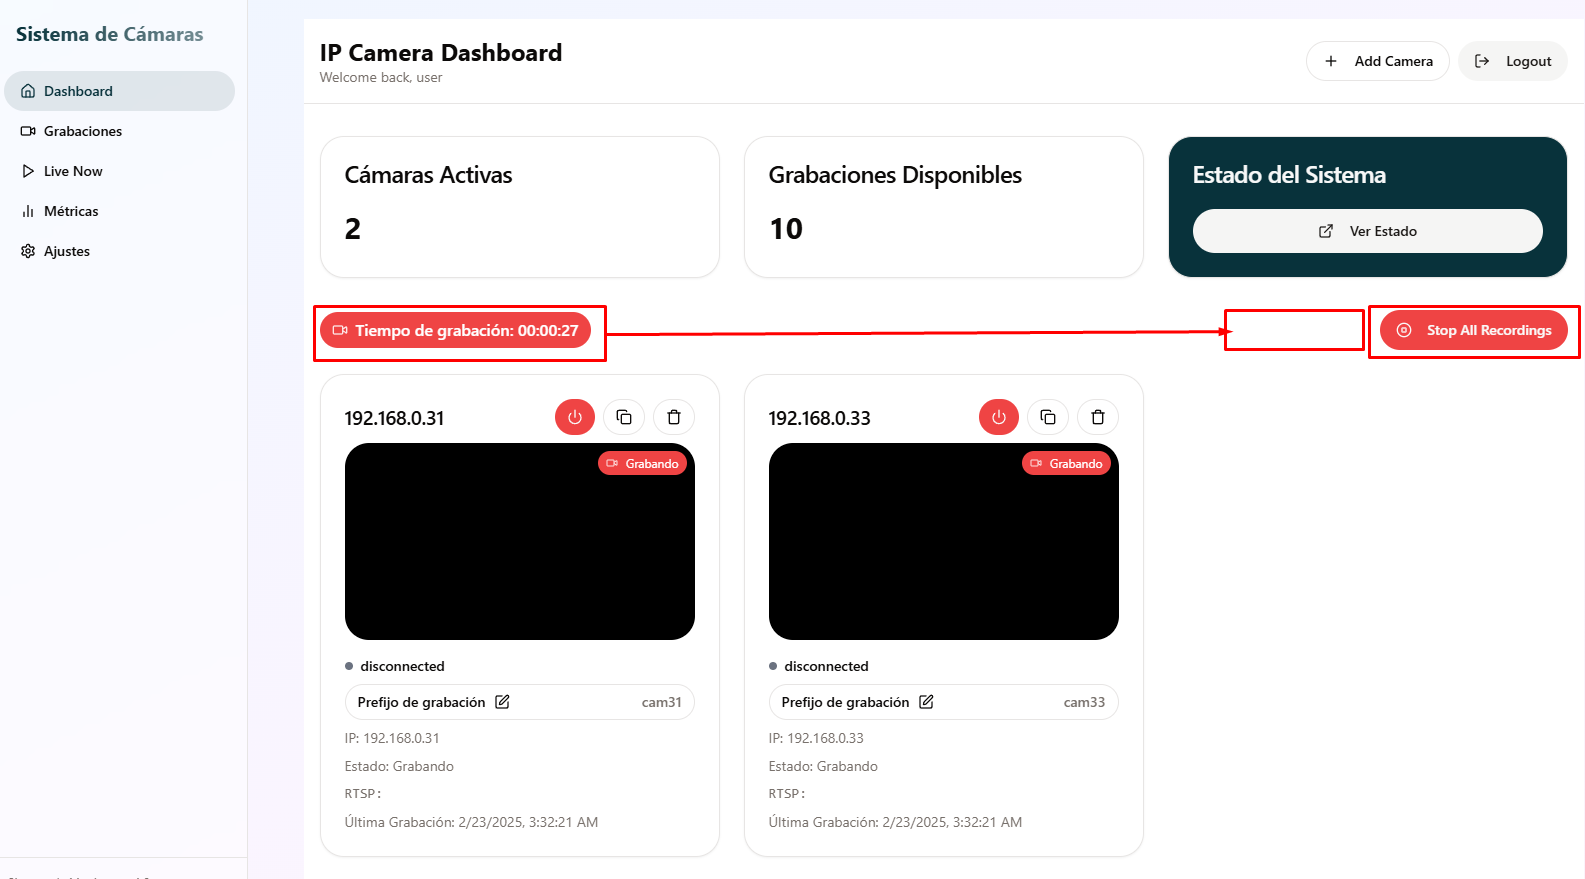 Sistema de Cámaras
Dashboard
Grabaciones
Live Now
Métricas
Ajustes
IP Camera Dashboard
Welcome back, user
Add Camera
Logout
Cámaras Activas
2
Grabaciones Disponibles
10
Estado del Sistema
Ver Estado
Tiempo de grabación: 00:00:27
Stop All Recordings
192.168.0.31
Grabando
disconnected
Prefijo de grabación
cam31
IP: 192.168.0.31
Estado: Grabando
RTSP:
Última Grabación: 2/23/2025, 3:32:21 AM
192.168.0.33
Grabando
disconnected
Prefijo de grabación
cam33
IP: 192.168.0.33
Estado: Grabando
RTSP:
Última Grabación: 2/23/2025, 3:32:21 AM